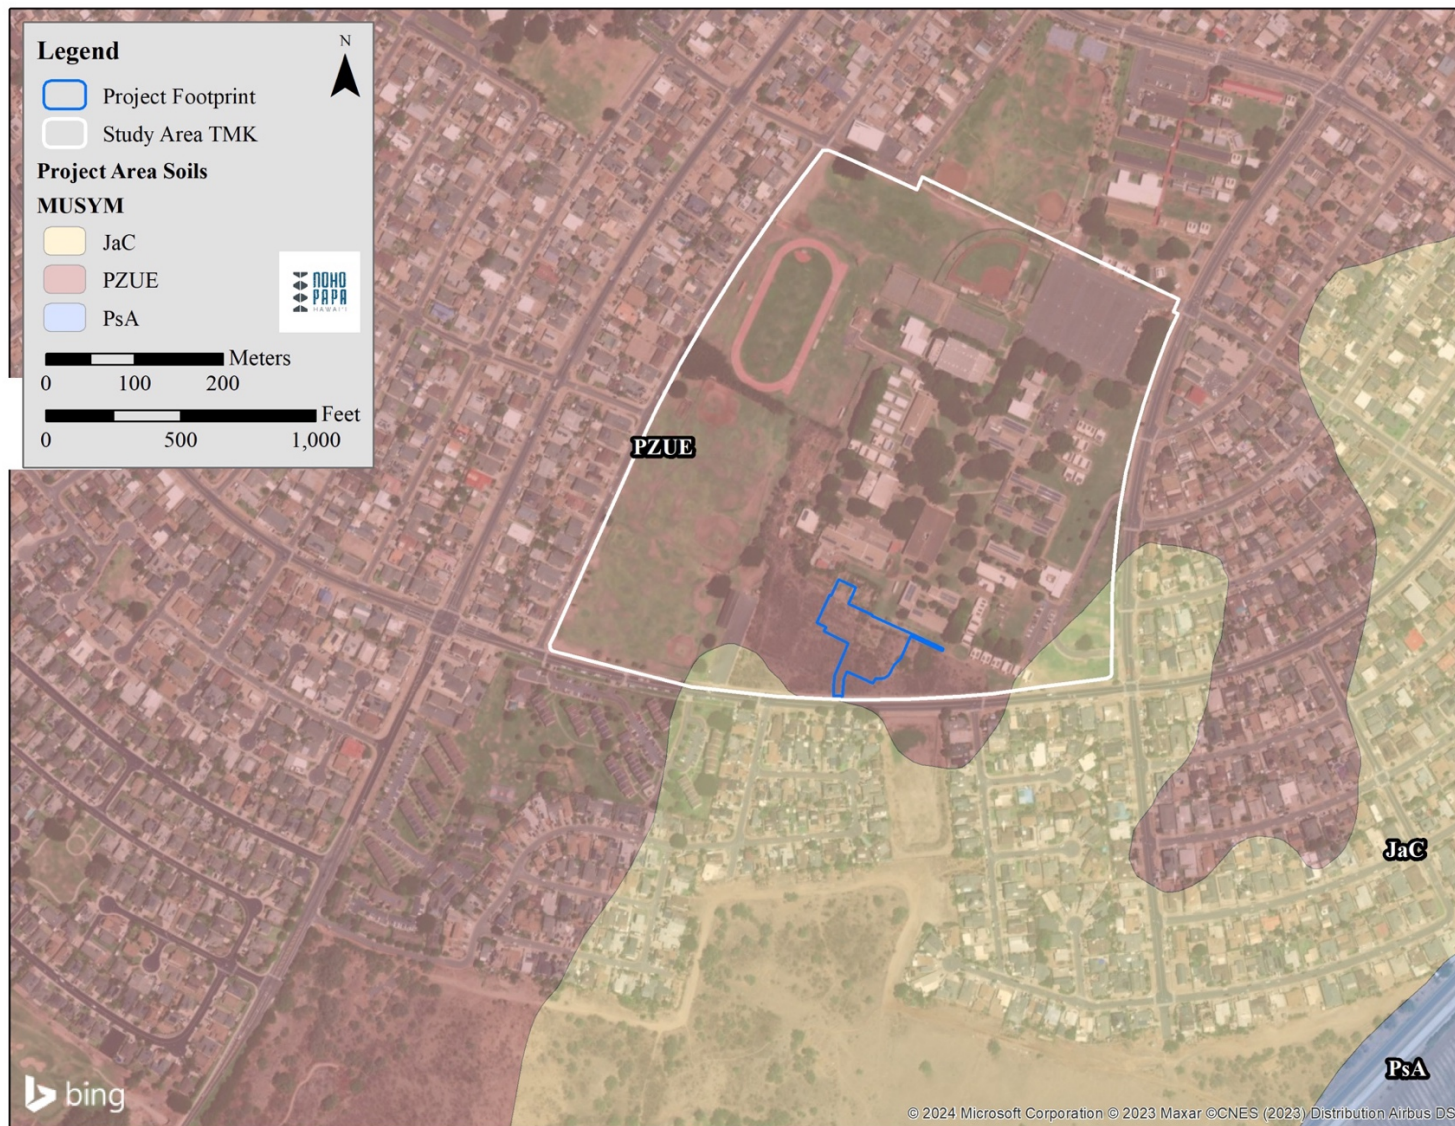 Legend
N
Project Footprint
Study Area TMK
Project Area Soils
MUSYM
JaC
PZUE
PsA
NOHO
PAPA
HAWAI'I
Meters
0 100 200
Feet
0 500 1,000
PZUE
JaC
PsA
bing
© 2024 Microsoft Corporation © 2023 Maxar ©CNES (2023) Distribution Airbus DS